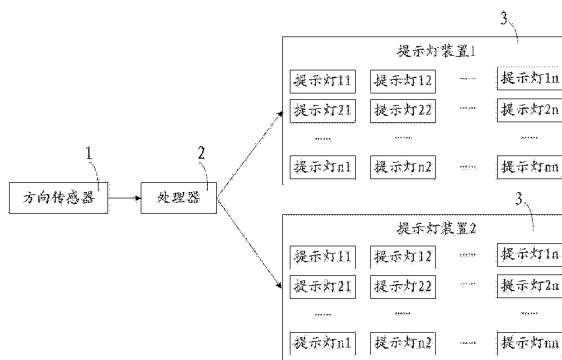 3
提示灯装置1
提示灯11 提示灯12 …… 提示灯1n
提示灯21 提示灯22 …… 提示灯2n
…… …… ……
提示灯n1 提示灯n2 …… 提示灯nn
1 2
方向传感器 处理器
3
提示灯装置2
提示灯11 提示灯12 …… 提示灯1n
提示灯21 提示灯22 …… 提示灯2n
…… …… ……
提示灯n1 提示灯n2 …… 提示灯nn